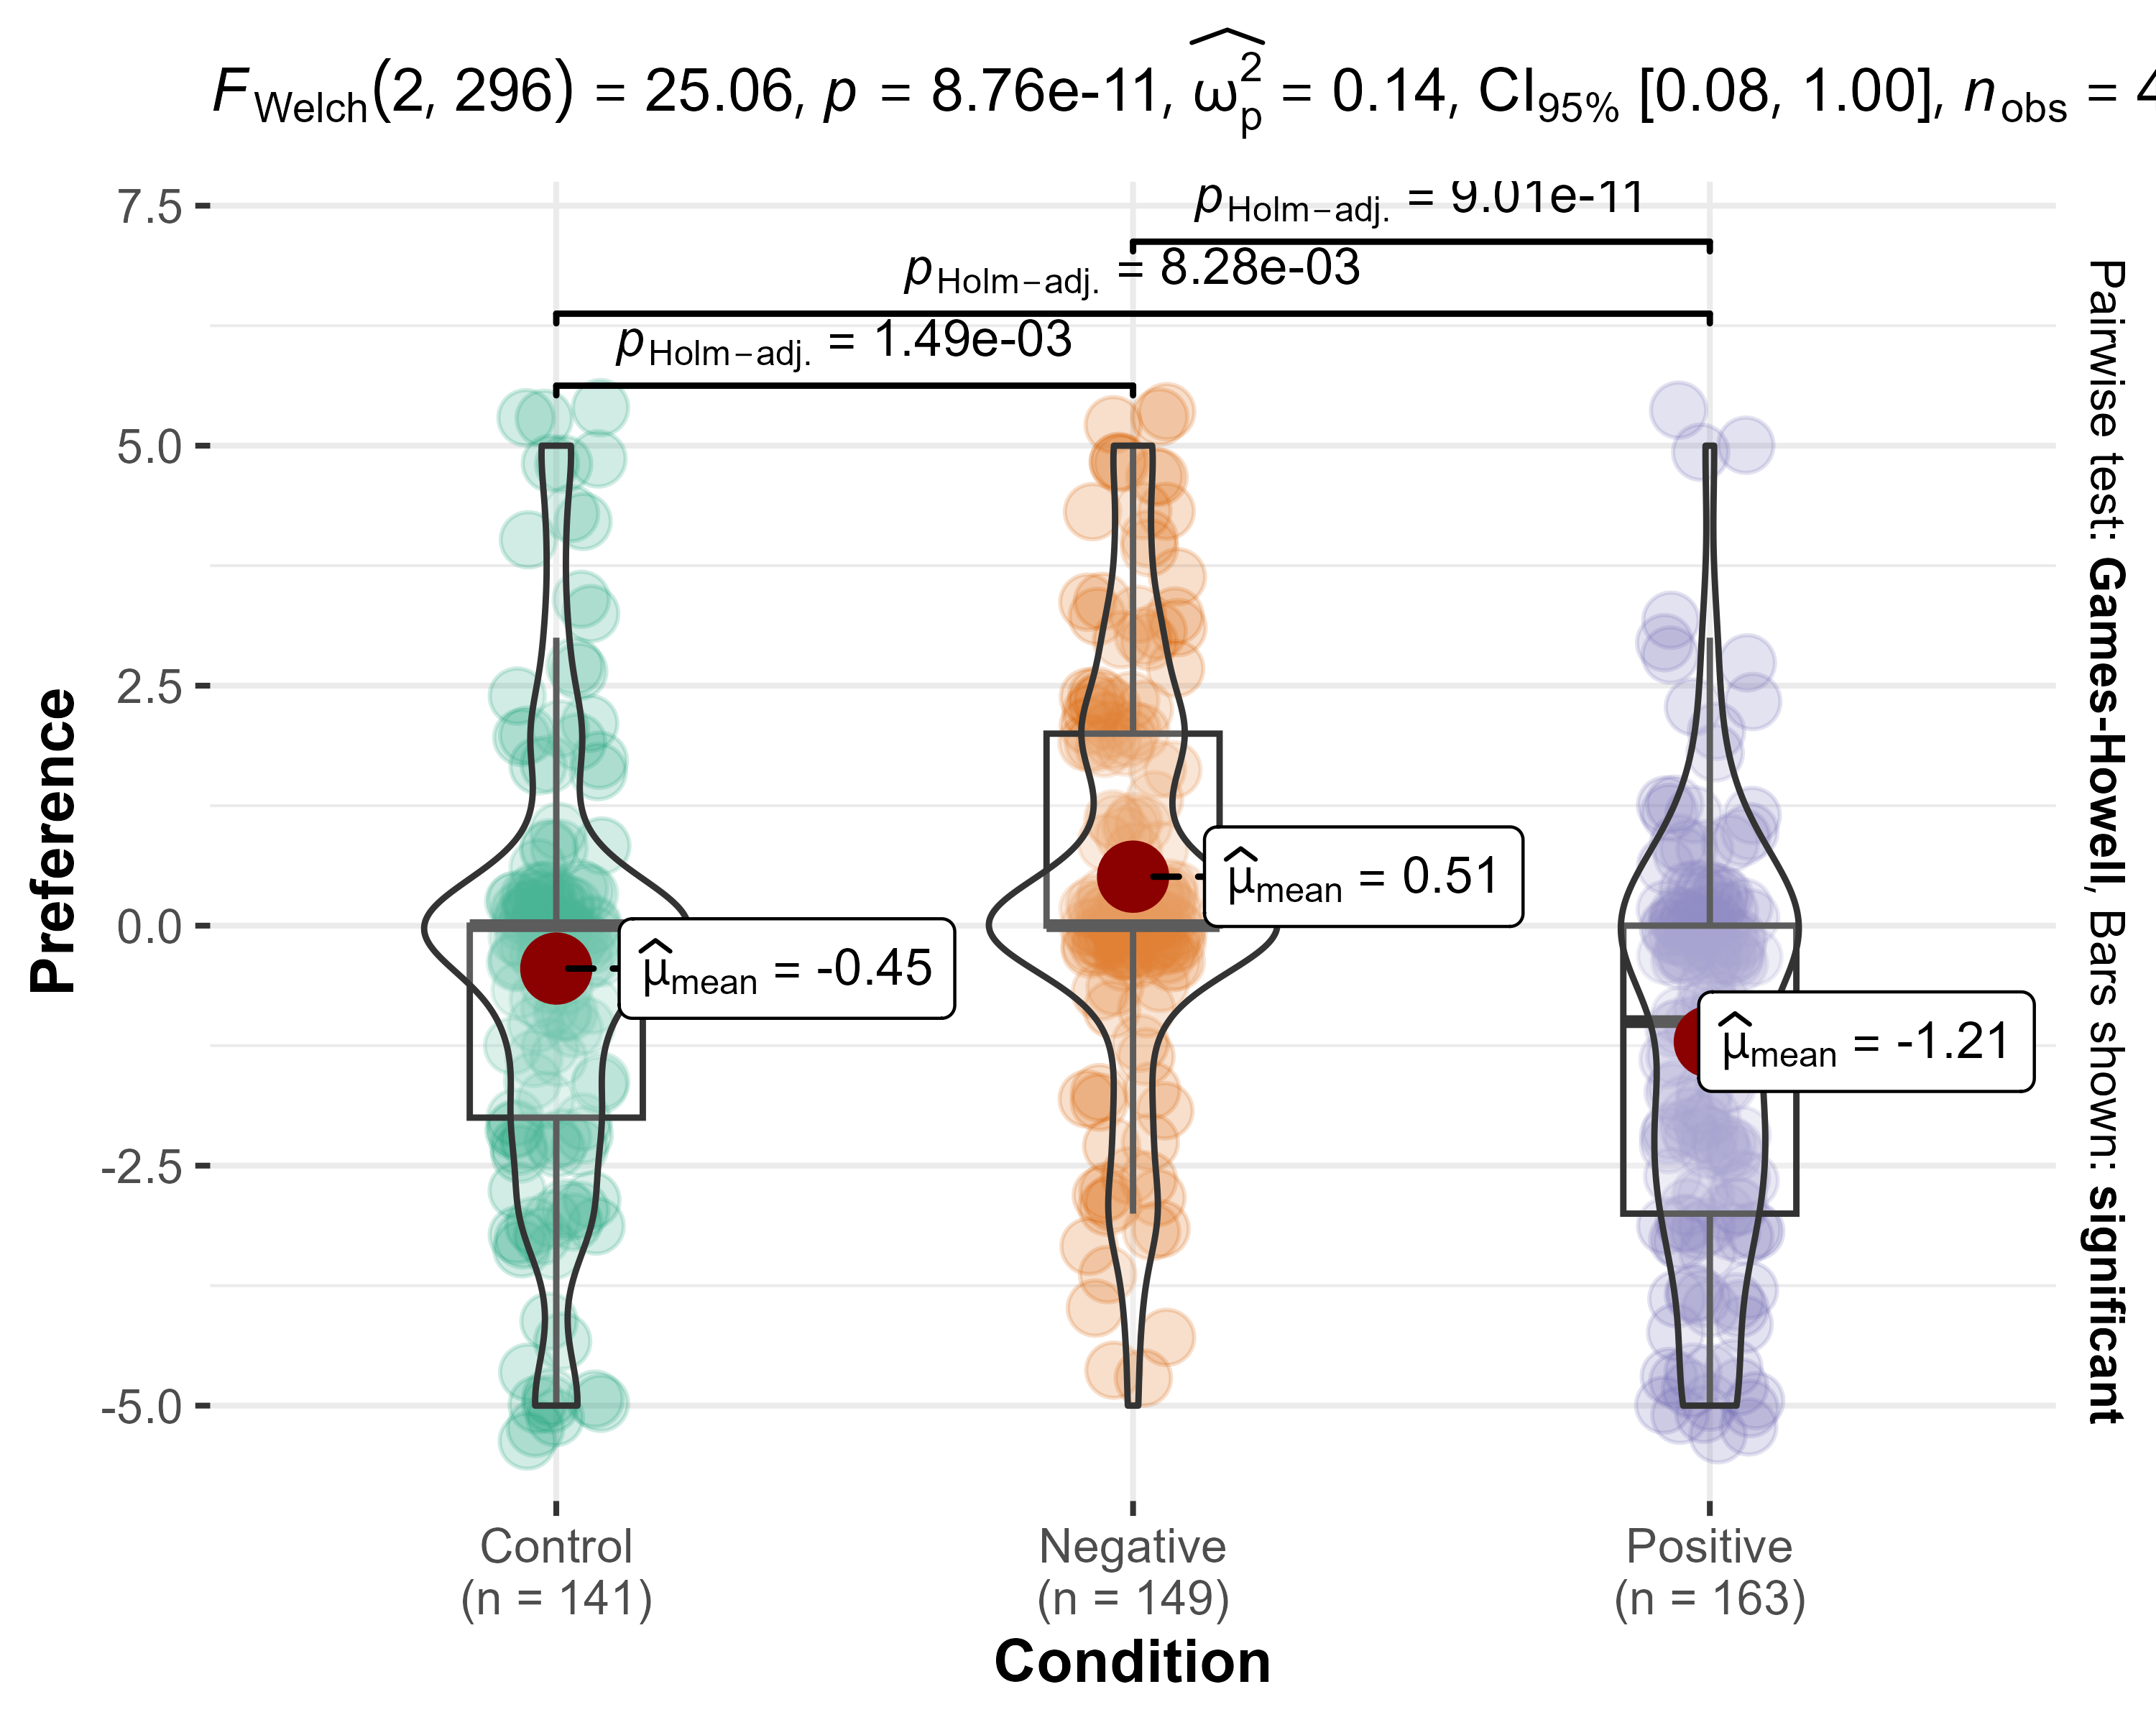 F Welch(2, 296) = 25.06, p = 8.76e-11, ω̂²p = 0.14, CI95% [0.08, 1.00], nobs = 4
7.5
pHolm−adj. = 9.01e-11
pHolm−adj. = 8.28e-03
pHolm−adj. = 1.49e-03
5.0
2.5
0.0
-2.5
-5.0
Preference
μ̂mean = -0.45
μ̂mean = 0.51
μ̂mean = -1.21
Pairwise test: Games-Howell, Bars shown: significant
Control
(n = 141)
Negative
(n = 149)
Positive
(n = 163)
Condition